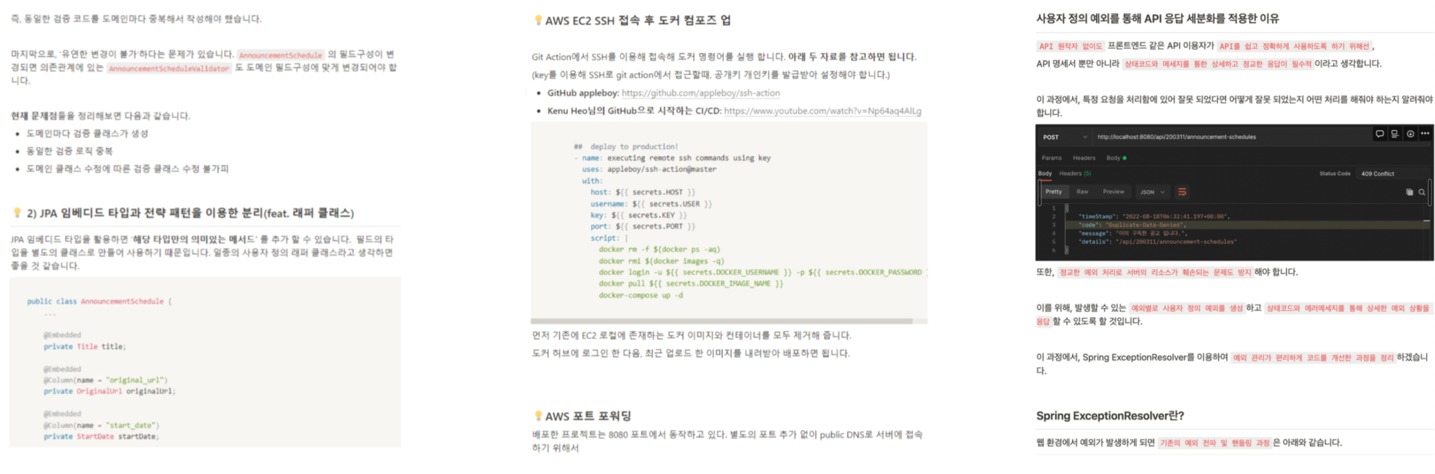 즉, 동일한 검증 코드를 도메인마다 중복해서 작성해야 했습니다.
마지막으로, '유연한 변경이 불가'하다는 문제가 있습니다. AnnouncementSchedule 의 필드구성이 변
경되면 의존관계에 있는 AnnouncementScheduleValidator 도 도메인 필드구성에 맞게 변경되어야 합
니다.
현재 문제점들을 정리해보면 다음과 같습니다.
• 도메인마다 검증 클래스가 생성
• 동일한 검증 로직 중복
• 도메인 클래스 수정에 따른 검증 클래스 수정 불가피
💡 2) JPA 임베디드 타입과 전략 패턴을 이용한 분리(feat. 래퍼 클래스)
JPA 임베디드 타입을 활용하면 '해당 타입만의 의미있는 메서드' 를 추가 할 수 있습니다. 필드의 타
입을 별도의 클래스로 만들어 사용하기 때문입니다. 일종의 사용자 정의 래퍼 클래스라고 생각하면
좋을 것 같습니다.
public class AnnouncementSchedule {
...
@Embedded
private Title title;
@Embedded
@Column(name = "original_url")
private OriginalUrl originalUrl;
@Embedded
@Column(name = "start_date")
private StartDate startDate;
💡AWS EC2 SSH 접속 후 도커 컴포즈 업
Git Action에서 SSH를 이용해 접속해 도커 명령어를 실행 합니다. 아래 두 자료를 참고하면 됩니다.
(key를 이용해 SSH로 git action에서 접근할때, 공개키 개인키를 발급받아 설정해야 합니다.)
• GitHub appleboy: https://github.com/appleboy/ssh-action
• Kenu Heo님의 GitHub으로 시작하는 CI/CD: https://www.youtube.com/watch?v=Np64aq4AlLg
## deploy to production!
- name: executing remote ssh commands using key
uses: appleboy/ssh-action@master
with:
host: ${{ secrets.HOST }}
username: ${{ secrets.USER }}
key: ${{ secrets.KEY }}
port: ${{ secrets.PORT }}
script: |
docker rm -f $(docker ps -aq)
docker rmi $(docker images -q)
docker login -u ${{ secrets.DOCKER_USERNAME }} -p ${{ secrets.DOCKER_PASSWORD }
docker pull ${{ secrets.DOCKER_IMAGE_NAME }}
docker-compose up -d
먼저 기존에 EC2 로컬에 존재하는 도커 이미지와 컨테이너를 모두 제거해 줍니다.
도커 허브에 로그인 한 다음, 최근 업로드 한 이미지를 내려받아 배포하면 됩니다.
💡AWS 포트 포워딩
배포한 프로젝트는 8080 포트에서 동작하고 있다. 별도의 포트 추가 없이 public DNS로 서버에 접속
하기 위해서
사용자 정의 예외를 통해 API 응답 세분화를 적용한 이유
API 원작자 없이도 프론트엔드 같은 API 이용자가 API를 쉽고 정확하게 사용하도록 하기 위해선 ,
API 명세서 뿐만 아니라 상태코드와 메세지를 통한 상세하고 정교한 응답이 필수적 이라고 생각합니다.
이 과정에서, 특정 요청을 처리함에 있어 잘못 되었다면 어떻게 잘못 되었는지 어떤 처리를 해줘야 하는지 알려줘야
합니다.
POST http://localhost:8080/api/200311/announcement-schedules
Params Headers Body
Body Headers (5) Status Code 409 Conflict
Pretty Raw Preview JSON
1 {
2 "timeStamp": "2022-08-18T06:32:41.197+00:00",
3 "code": "Duplicate-Data-Denied",
4 "message": "이미 구독한 공고 입니다.",
5 "details": "/api/200311/announcement-schedules"
6 }
또한, 정교한 예외 처리로 서버의 리소스가 훼손되는 문제도 방지 해야 합니다.
이를 위해, 발생할 수 있는 예외별로 사용자 정의 예외를 생성 하고 상태코드와 에러메세지를 통해 상세한 예외 상황을
응답 할 수 있도록 할 것입니다.
이 과정에서, Spring ExceptionResolver를 이용하여 예외 관리가 편리하게 코드를 개선한 과정을 정리 하겠습니
다.
Spring ExceptionResolver란?
웹 환경에서 예외가 발생하게 되면 기존의 예외 전파 및 핸들링 과정 은 아래와 같습니다.